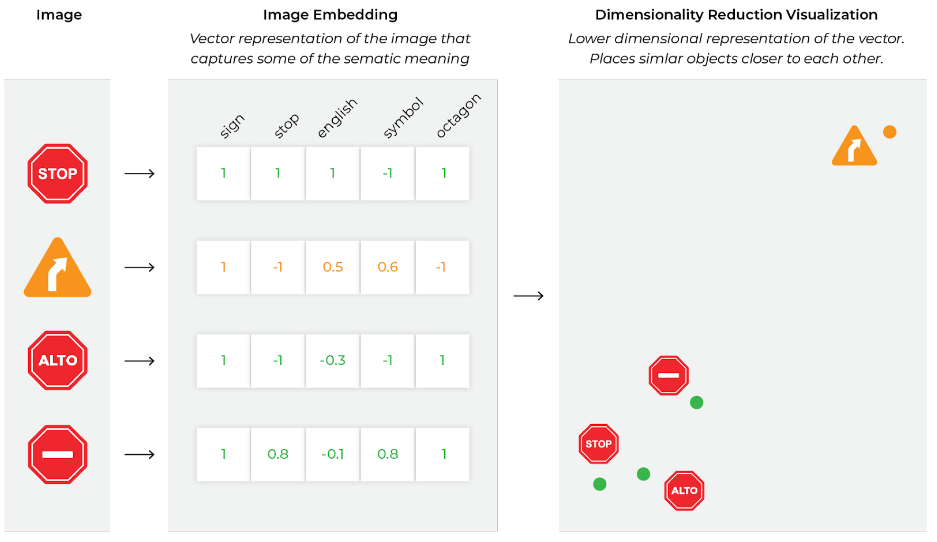 Image
Image Embedding
Vector representation of the image that
captures some of the sematic meaning
Dimensionality Reduction Visualization
Lower dimensional representation of the vector.
Places simlar objects closer to each other.
sign stop english symbol octagon
STOP 1 1 1 -1 1
1 -1 0.5 0.6 -1
ALTO 1 -1 -0.3 -1 1
1 0.8 -0.1 0.8 1
STOP
ALTO